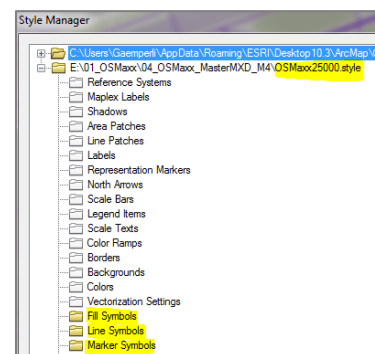 Style Manager
C:\Users\Gaemperli\AppData\Roaming\ESRI\Desktop10.3\ArcMap\
E:\01_OSMaxx\04_OSMaxx_MasterMXD_M4\OSMaxx25000.style
Reference Systems
Maplex Labels
Shadows
Area Patches
Line Patches
Labels
Representation Markers
North Arrows
Scale Bars
Legend Items
Scale Texts
Color Ramps
Borders
Backgrounds
Colors
Vectorization Settings
Fill Symbols
Line Symbols
Marker Symbols